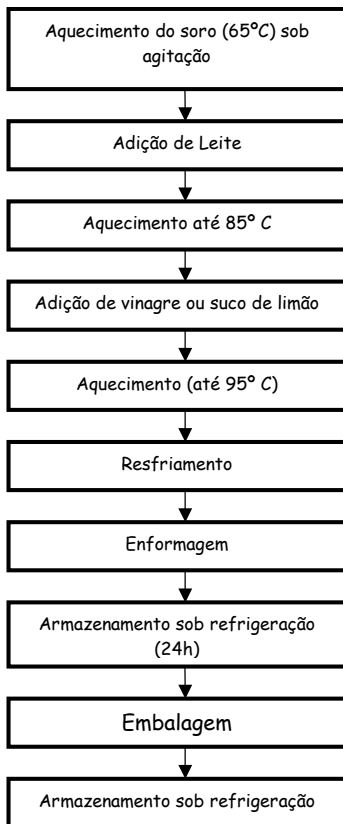 Aquecimento do soro (65ºC) sob
agitação
Adição de Leite
Aquecimento até 85º C
Adição de vinagre ou suco de limão
Aquecimento (até 95º C)
Resfriamento
Enformagem
Armazenamento sob refrigeração
(24h)
Embalagem
Armazenamento sob refrigeração